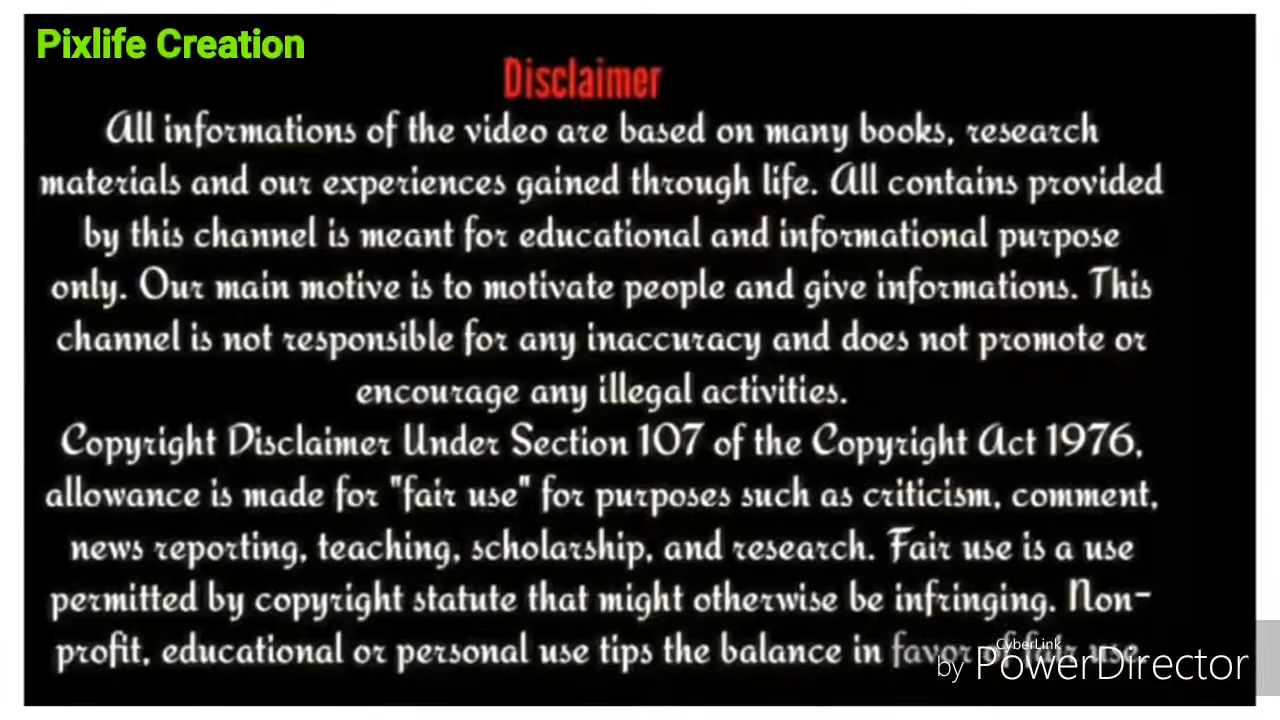 Pixlife Creation
Disclaimer
All informations of the video are based on many books, research
materials and our experiences gained through life. All contains provided
by this channel is meant for educational and informational purpose
only. Our main motive is to motivate people and give informations. This
channel is not responsible for any inaccuracy and does not promote or
encourage any illegal activities.
Copyright Disclaimer Under Section 107 of the Copyright Act 1976,
allowance is made for "fair use" for purposes such as criticism, comment,
news reporting, teaching, scholarship, and research. Fair use is a use
permitted by copyright statute that might otherwise be infringing. Non-
profit, educational or personal use tips the balance in favor of fair use.
CyberLink
by PowerDirector